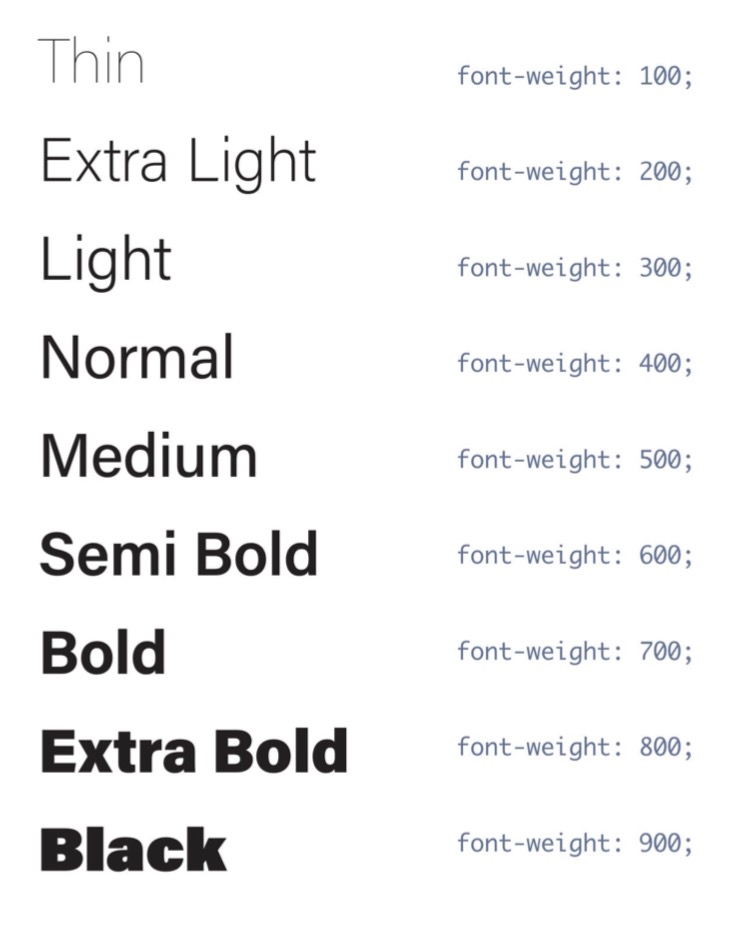 Thin font-weight: 100;
Extra Light font-weight: 200;
Light font-weight: 300;
Normal font-weight: 400;
Medium font-weight: 500;
Semi Bold font-weight: 600;
Bold font-weight: 700;
Extra Bold font-weight: 800;
Black font-weight: 900;